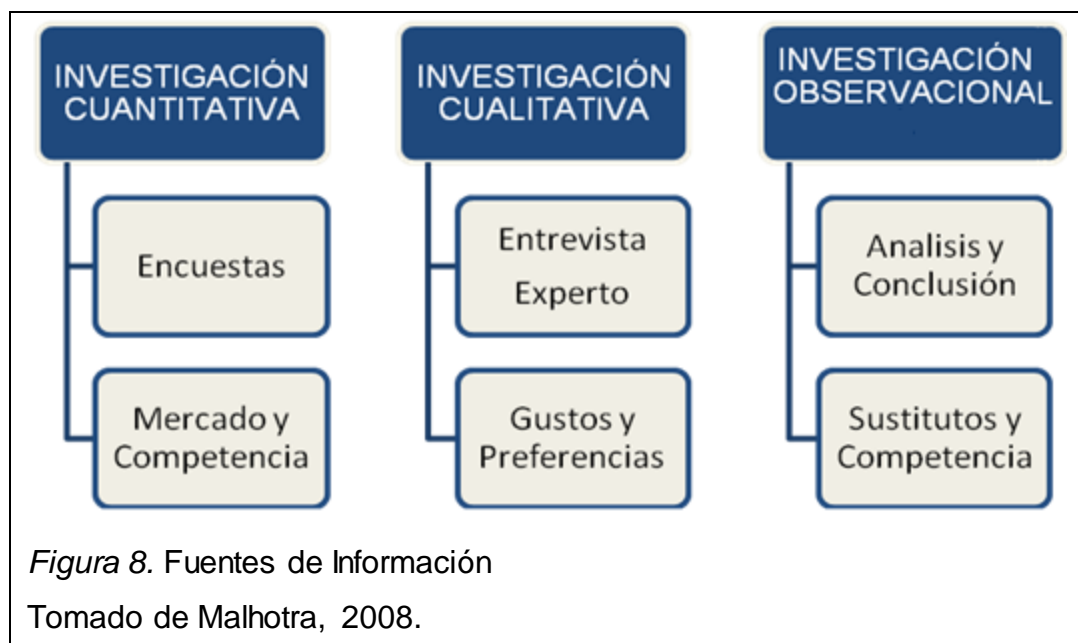 INVESTIGACIÓN
CUANTITATIVA
Encuestas
Mercado y
Competencia
INVESTIGACIÓN
CUALITATIVA
Entrevista
Experto
Gustos y
Preferencias
INVESTIGACIÓN
OBSERVACIONAL
Analisis y
Conclusión
Sustitutos y
Competencia
Figura 8. Fuentes de Información
Tomado de Malhotra, 2008.